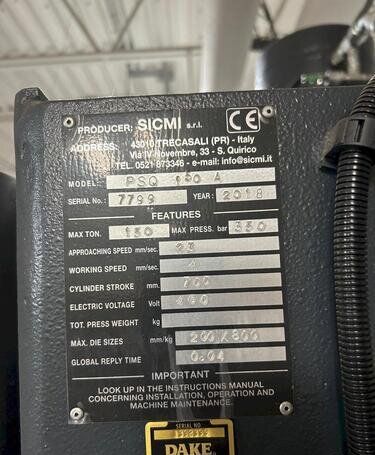 PRODUCER: SICMI s.r.l. CE
ADDRESS: 43010 TRECASALI (PR) - Italy
Via IV Novembre, 33 - S. Quirico
TEL. 0521 873346 - e-mail: info@sicmi.it
MODEL: PSQ 150 A
SERIAL No.: 7799 YEAR: 2018
FEATURES
MAX TON. 150 MAX PRESS. bar 350
APPROACHING SPEED mm/sec.
WORKING SPEED mm/sec.
CYLINDER STROKE mm.
ELECTRIC VOLTAGE Volt 460
TOT. PRESS WEIGHT kg
MÁX. DIE SIZES mm/kg 200X800
GLOBAL REPLY TIME 0.04
IMPORTANT
LOOK UP IN THE INSTRUCTIONS MANUAL
CONCERNING INSTALLATION, OPERATION AND
MACHINE MAINTENANCE.
SERIAL NO
DAKE